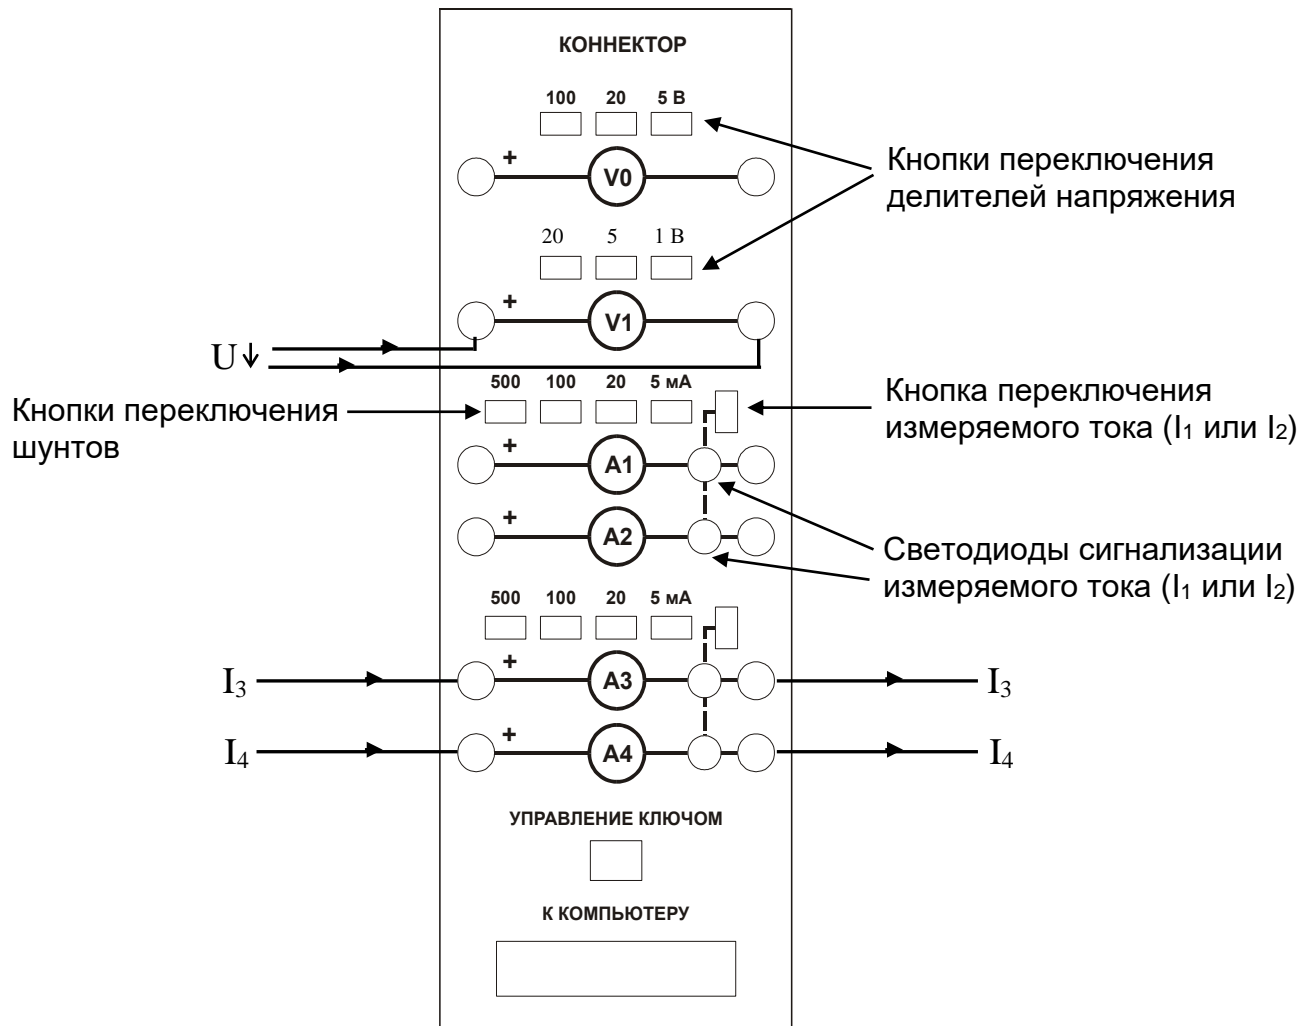 КОННЕКТОР
100 20 5 В
+ V0
Кнопки переключения
делителей напряжения
20 5 1 В
+ V1
U
500 100 20 5 мА
Кнопки переключения
шунтов
Кнопка переключения
измеряемого тока (I1 или I2)
+ A1
+ A2
Светодиоды сигнализации
измеряемого тока (I1 или I2)
500 100 20 5 мА
I3 + A3 I3
I4 + A4 I4
УПРАВЛЕНИЕ КЛЮЧОМ
К КОМПЬЮТЕРУ